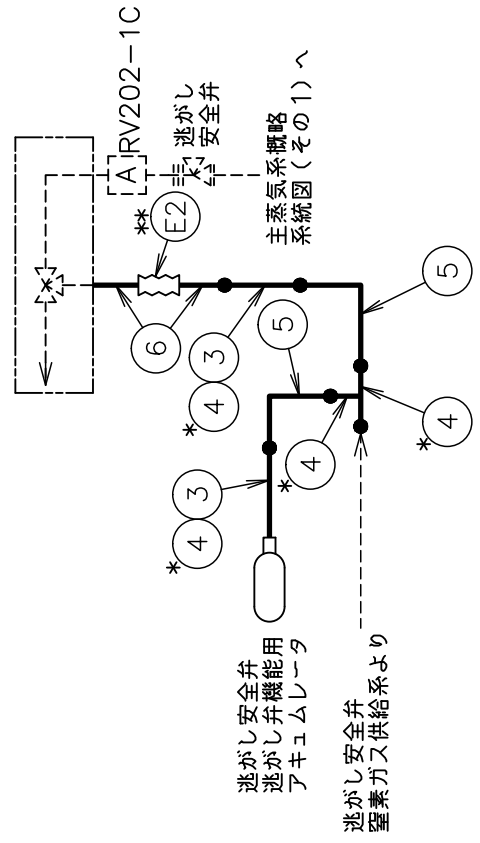 逃がし安全弁
逃がし弁機能用
アキュムレータ
逃がし安全弁
窒素ガス供給系より
*4 3
*4
5
*4 3
*4
5
6
**E2
主蒸気系概略
系統図(その1)へ
逃がし
安全弁
A
RV202-1C